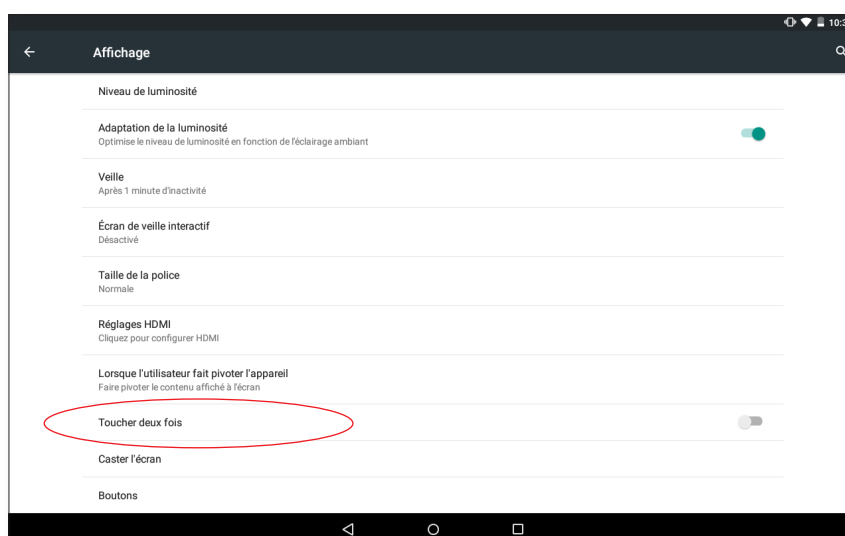 10:3
Affichage
Niveau de luminosité
Adaptation de la luminosité
Optimise le niveau de luminosité en fonction de l'éclairage ambiant
Veille
Après 1 minute d'inactivité
Écran de veille interactif
Désactivé
Taille de la police
Normale
Réglages HDMI
Cliquez pour configurer HDMI
Lorsque l'utilisateur fait pivoter l'appareil
Faire pivoter le contenu affiché à l'écran
Toucher deux fois
Caster l'écran
Boutons